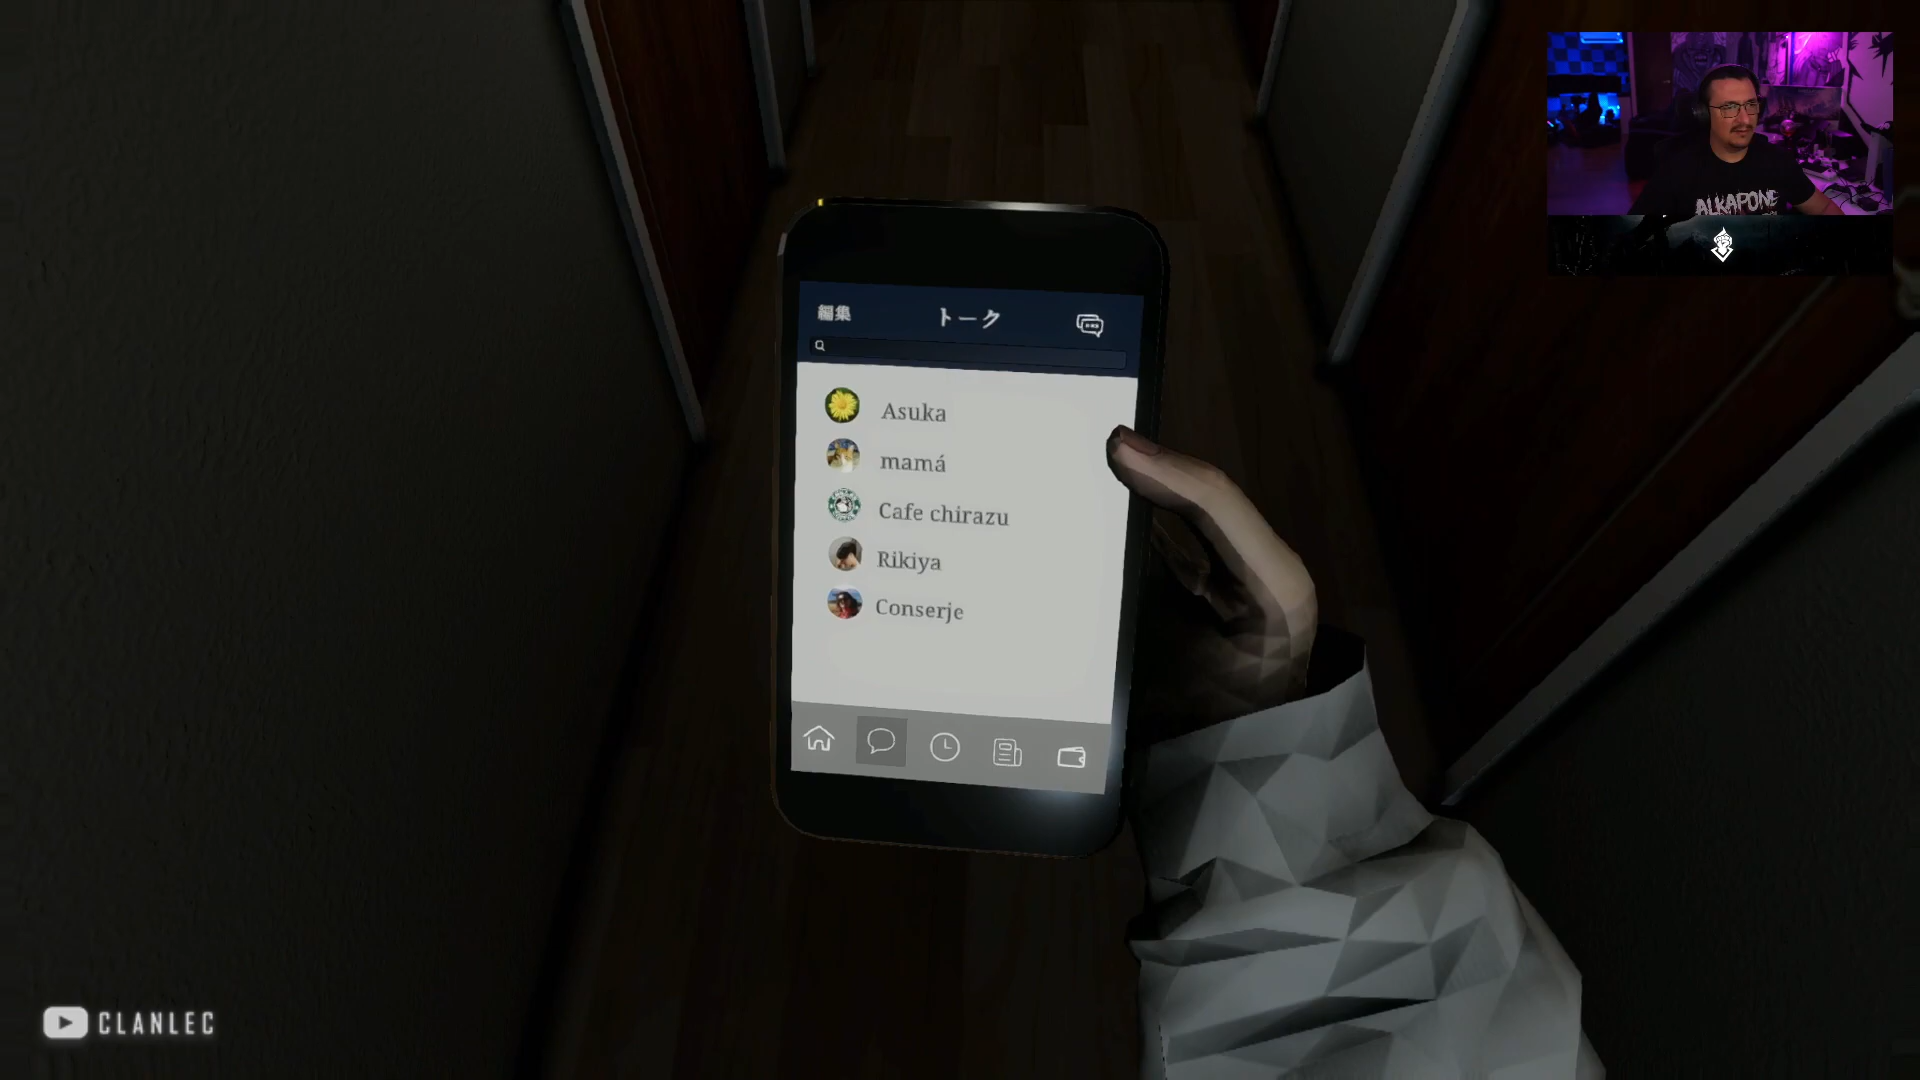 ALKAPONE
編集
トーク
Asuka
mamá
Cafe chirazu
Rikiya
Conserje
CLANLEC